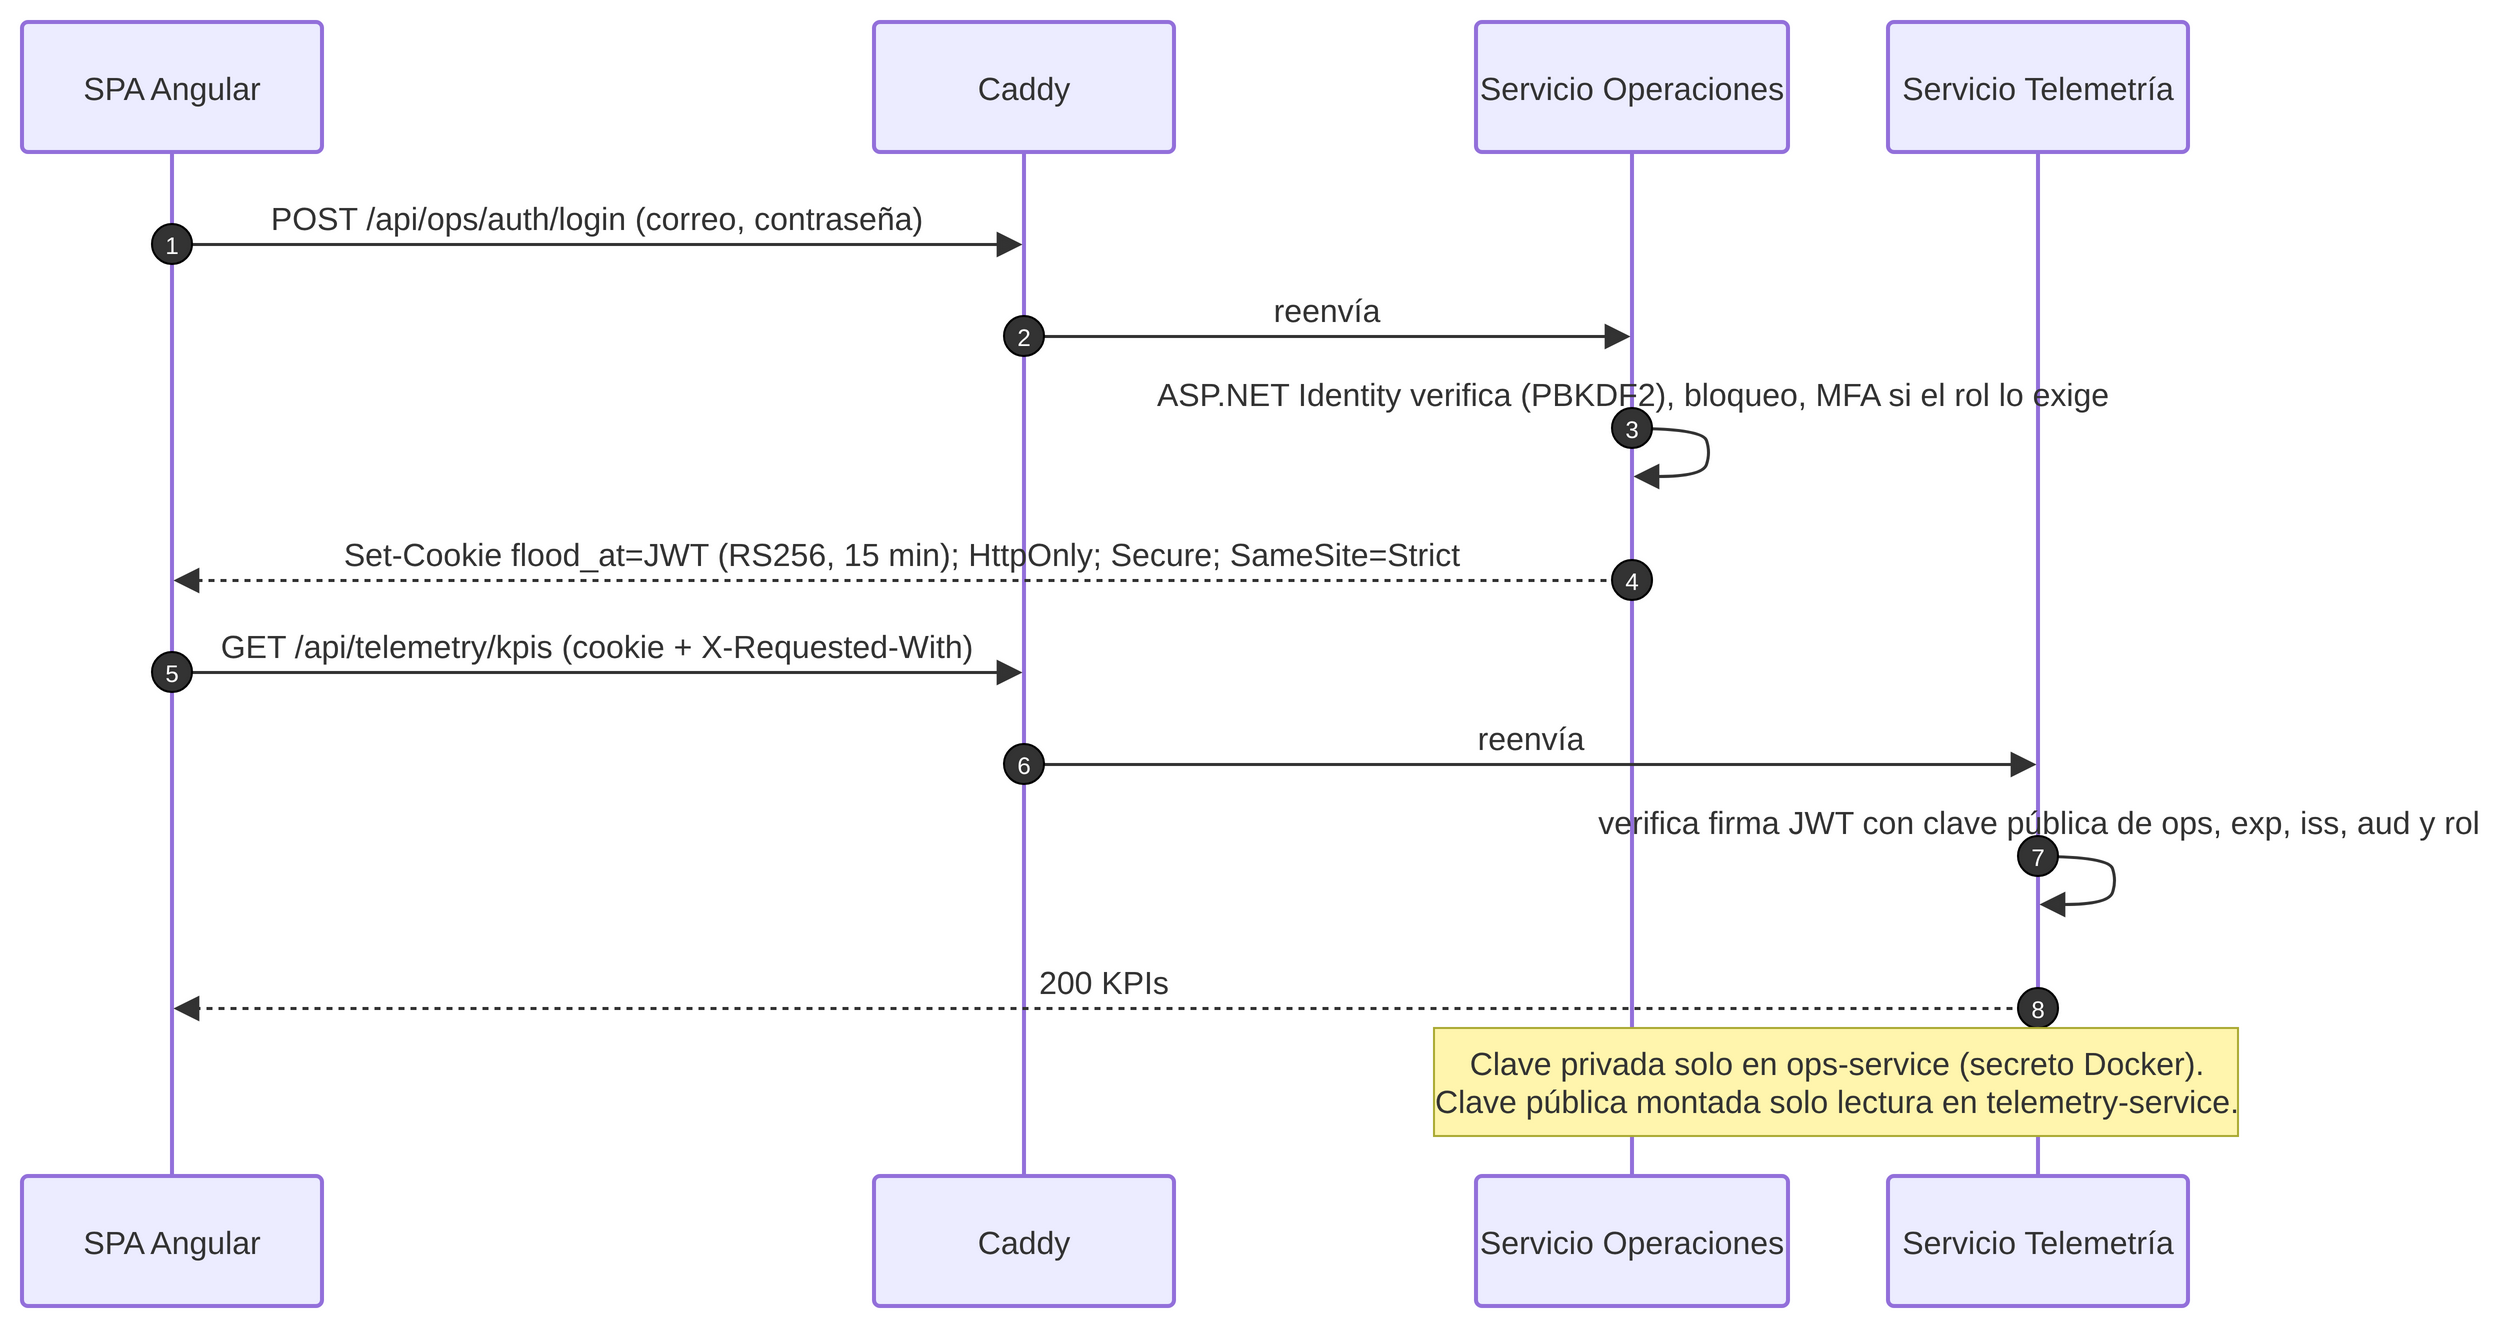 SPA Angular
Caddy
Servicio Operaciones
Servicio Telemetría
POST /api/ops/auth/login (correo, contraseña)
1
reenvía
2
ASP.NET Identity verifica (PBKDF2), bloqueo, MFA si el rol lo exige
3
Set-Cookie flood_at=JWT (RS256, 15 min); HttpOnly; Secure; SameSite=Strict
4
GET /api/telemetry/kpis (cookie + X-Requested-With)
5
reenvía
6
verifica firma JWT con clave pública de ops, exp, iss, aud y rol
7
200 KPIs
8
Clave privada solo en ops-service (secreto Docker).
Clave pública montada solo lectura en telemetry-service.
SPA Angular
Caddy
Servicio Operaciones
Servicio Telemetría